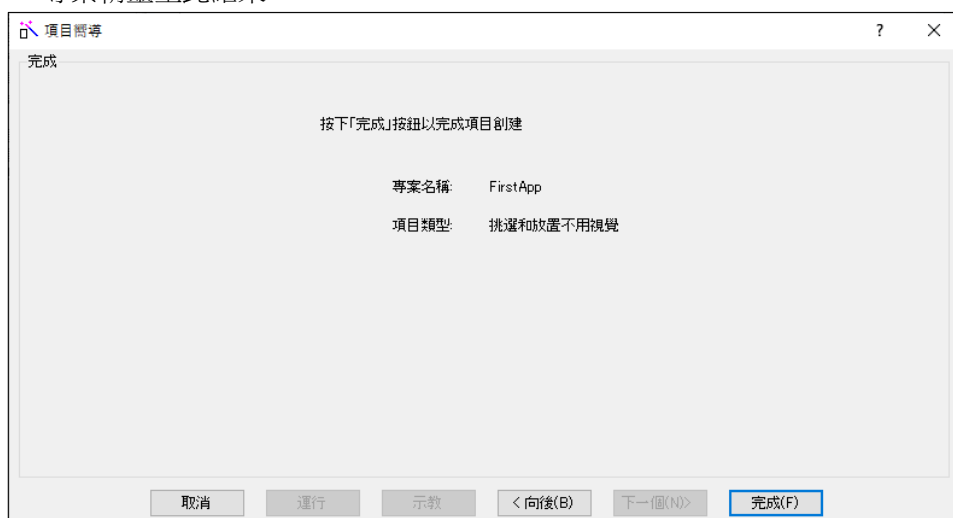 項目嚮導
完成
按下「完成」按鈕以完成項目創建
專案名稱: FirstApp
項目類型: 挑選和放置不用視覺
取消 運行 示教 < 向後(B) 下一個(N)> 完成(F)